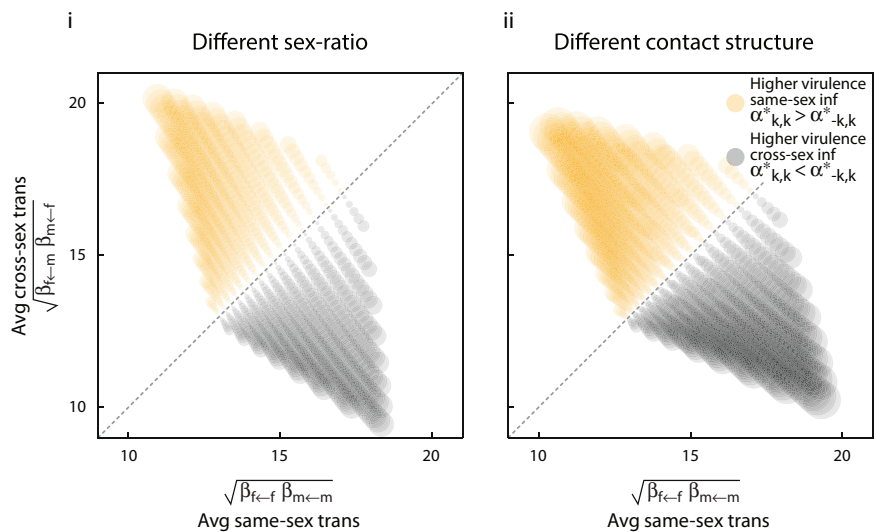 i
Different sex-ratio
ii
Different contact structure
Higher virulence
same-sex inf
α*k,k > α*-k,k
Higher virulence
cross-sex inf
α*k,k < α*-k,k
Avg cross-sex trans
√βf←m βm←f
20
15
10
10
15
20
10
15
20
√βf←f βm←m
Avg same-sex trans
√βf←f βm←m
Avg same-sex trans